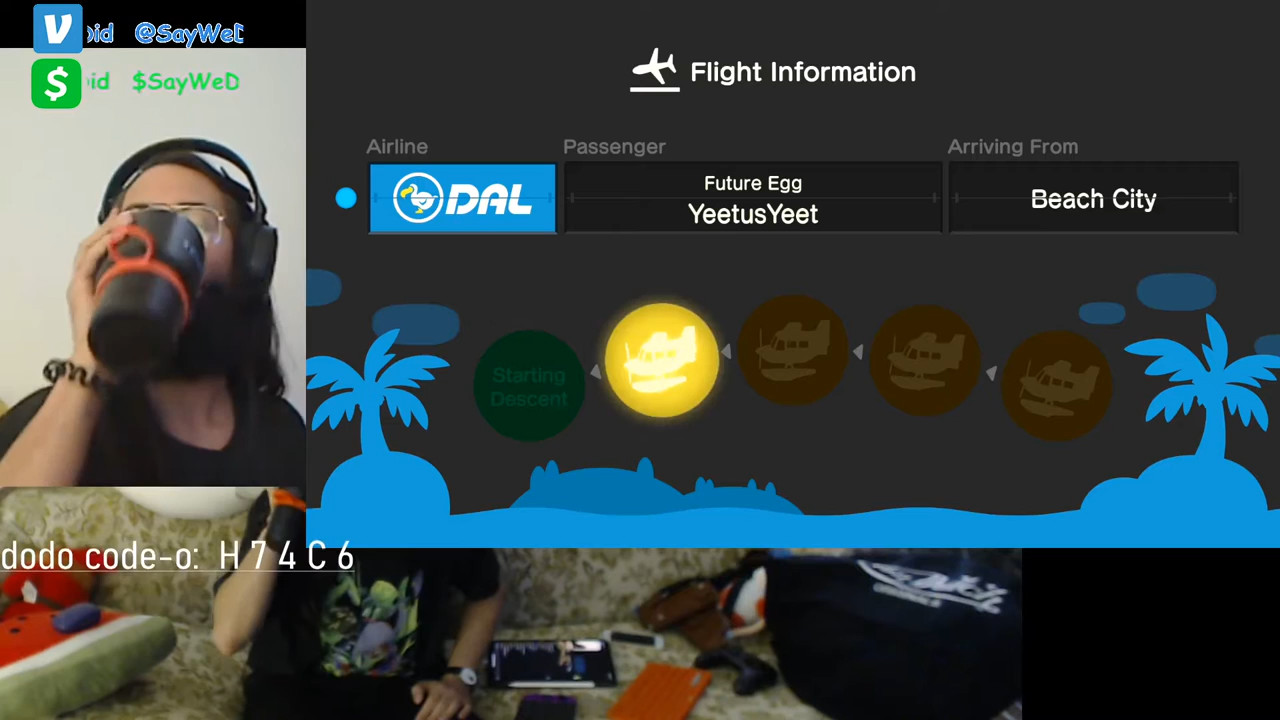 @SayWeD
$SayWeD
Flight Information
Airline
Passenger
Arriving From
DAL
Future Egg
YeetusYeet
Beach City
Starting
Descent
dodo code-o: H 7 4 C 6